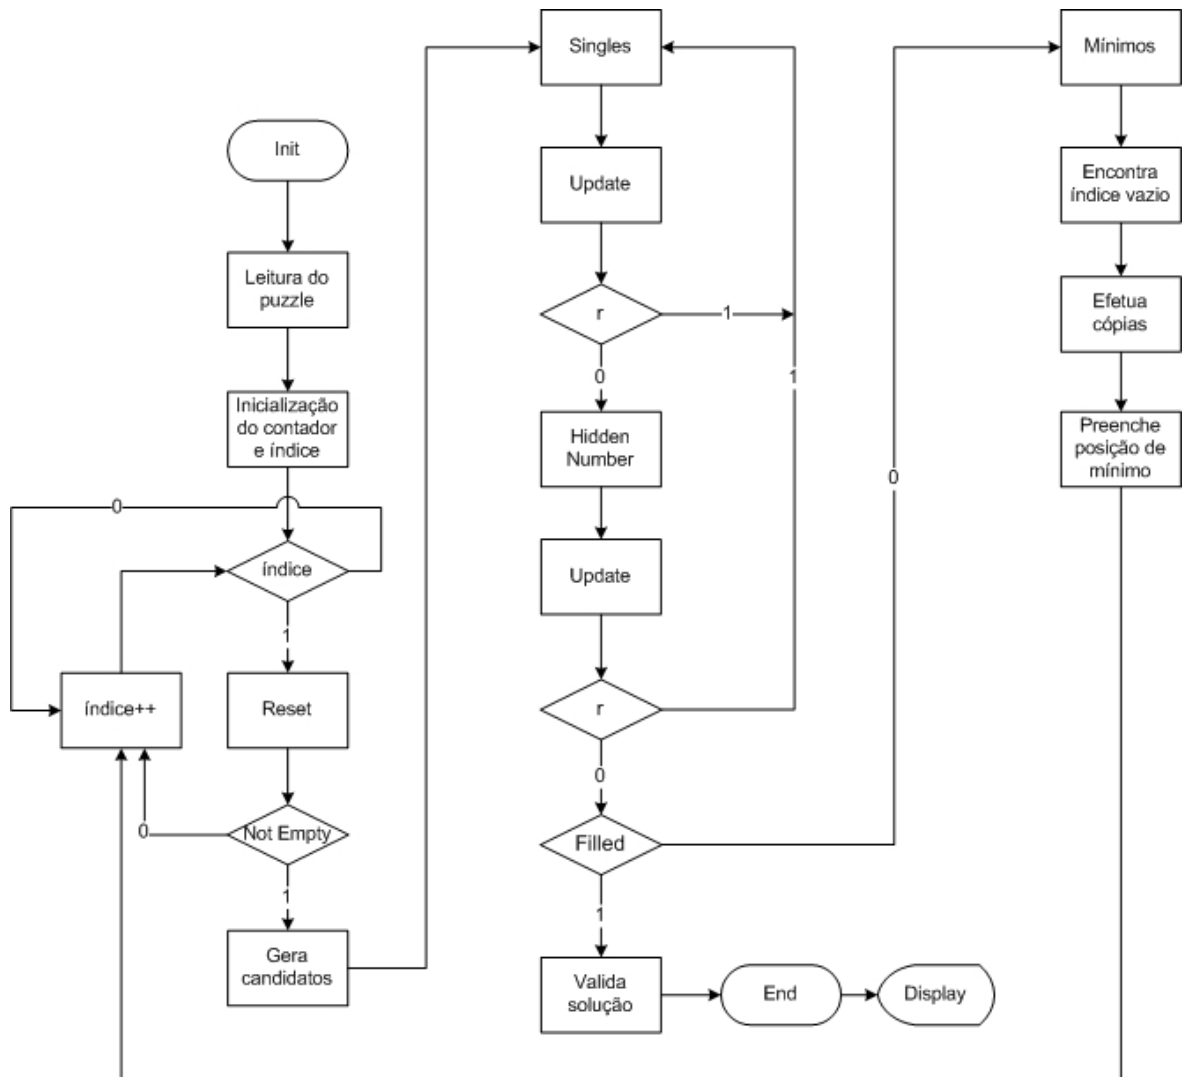 Init
Leitura do
puzzle
Inicialização
do contador
e índice
0
índice
1
índice++
Reset
0
Not Empty
1
Gera
candidatos
Singles
Update
r
1
0
1
Hidden
Number
Update
r
0
Filled
0
1
Valida
solução
End
Display
Mínimos
Encontra
índice vazio
Efetua
cópias
Preenche
posição de
mínimo